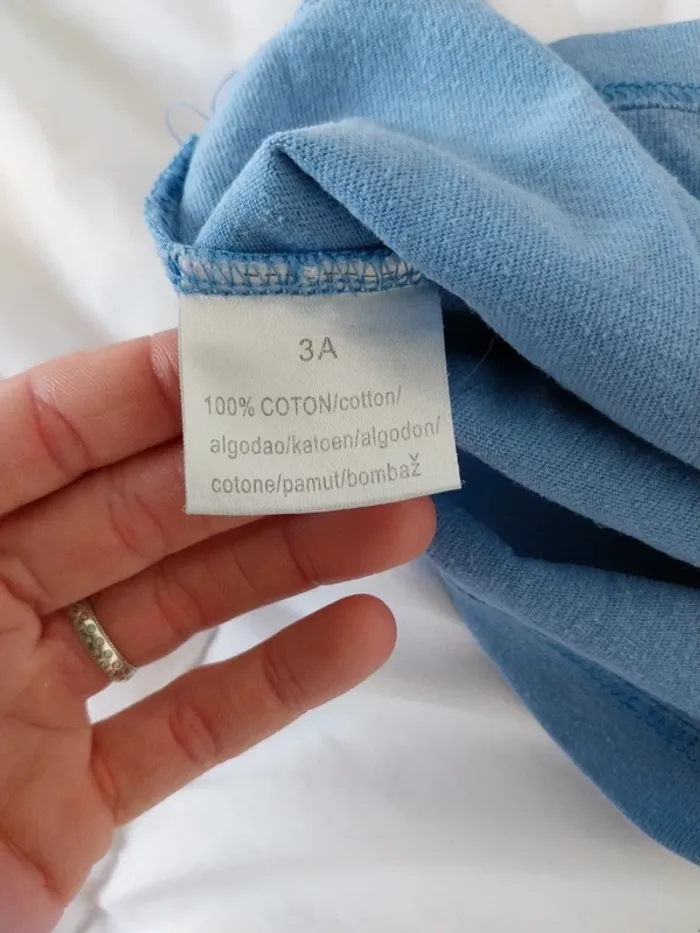 3A
100% COTON/cotton/
algodao/katoen/algodon/
cotone/pamut/bombaž